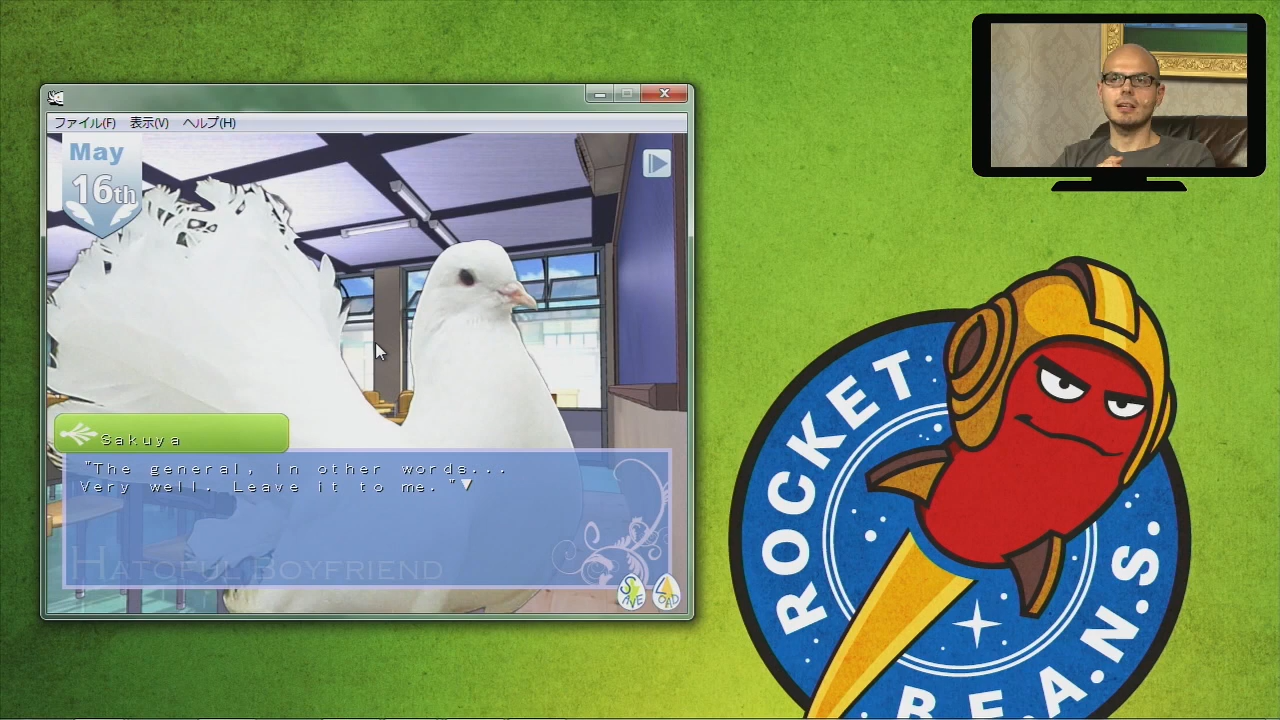 ファイル(F) 表示(V) ヘルプ(H)
May
16th
Sakuya
"The general, in other words...
Very well. Leave it to me."▼
HATOFUL BOYFRIEND
SAVE LOAD
ROCKET
B.E.A.N.S.